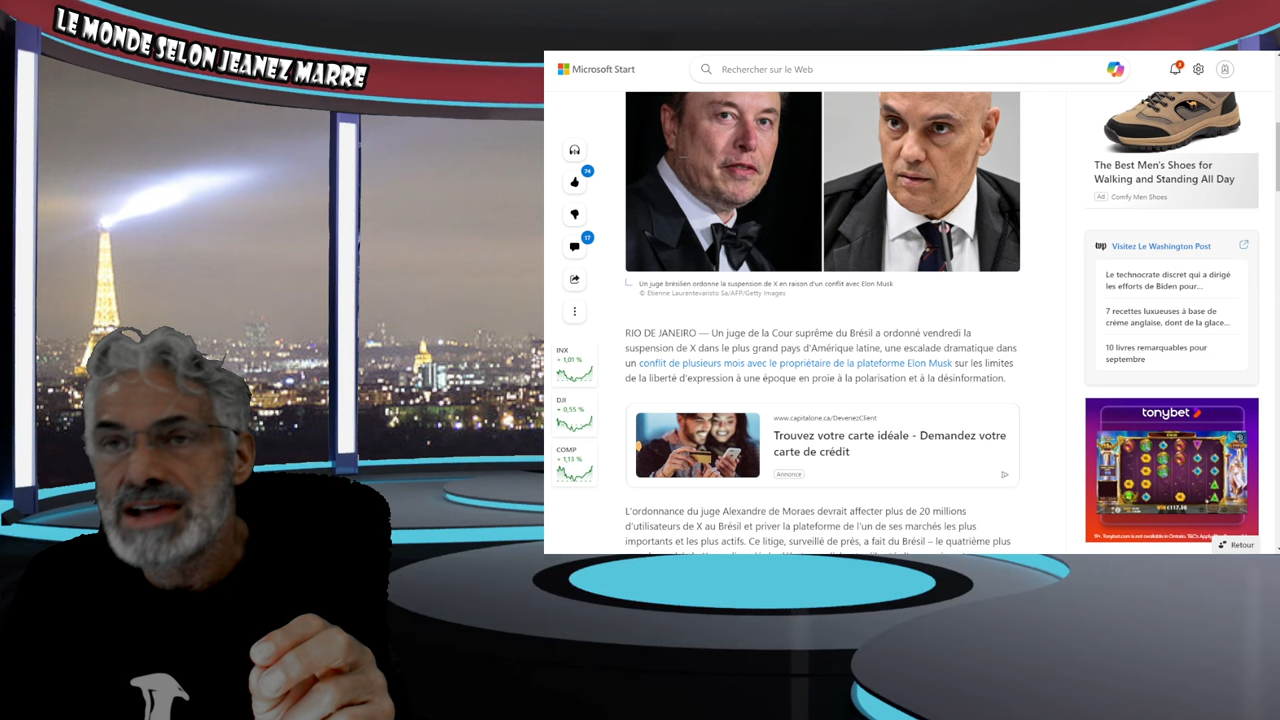 LE MONDE SELON JEANEZ MARRE
Microsoft Start
Rechercher sur le Web
74
17
INX
+ 1,01 %
DJI
+ 0,55 %
COMP
+ 1,13 %
Un juge brésilien ordonne la suspension de X en raison d'un conflit avec Elon Musk
© Etienne Laurentevaristo Sa/AFP/Getty Images
RIO DE JANEIRO — Un juge de la Cour suprême du Brésil a ordonné vendredi la
suspension de X dans le plus grand pays d'Amérique latine, une escalade dramatique dans
un conflit de plusieurs mois avec le propriétaire de la plateforme Elon Musk sur les limites
de la liberté d'expression à une époque en proie à la polarisation et à la désinformation.
www.capitalone.ca/DevenezClient
Trouvez votre carte idéale - Demandez votre
carte de crédit
Annonce
L'ordonnance du juge Alexandre de Moraes devrait affecter plus de 20 millions
d'utilisateurs de X au Brésil et priver la plateforme de l'un de ses marchés les plus
importants et les plus actifs. Ce litige, surveillé de près, a fait du Brésil – le quatrième plus
The Best Men's Shoes for
Walking and Standing All Day
Ad Comfy Men Shoes
wp Visitez Le Washington Post
Le technocrate discret qui a dirigé
les efforts de Biden pour...
7 recettes luxueuses à base de
crème anglaise, dont de la glace...
10 livres remarquables pour
septembre
tonybet
Retour